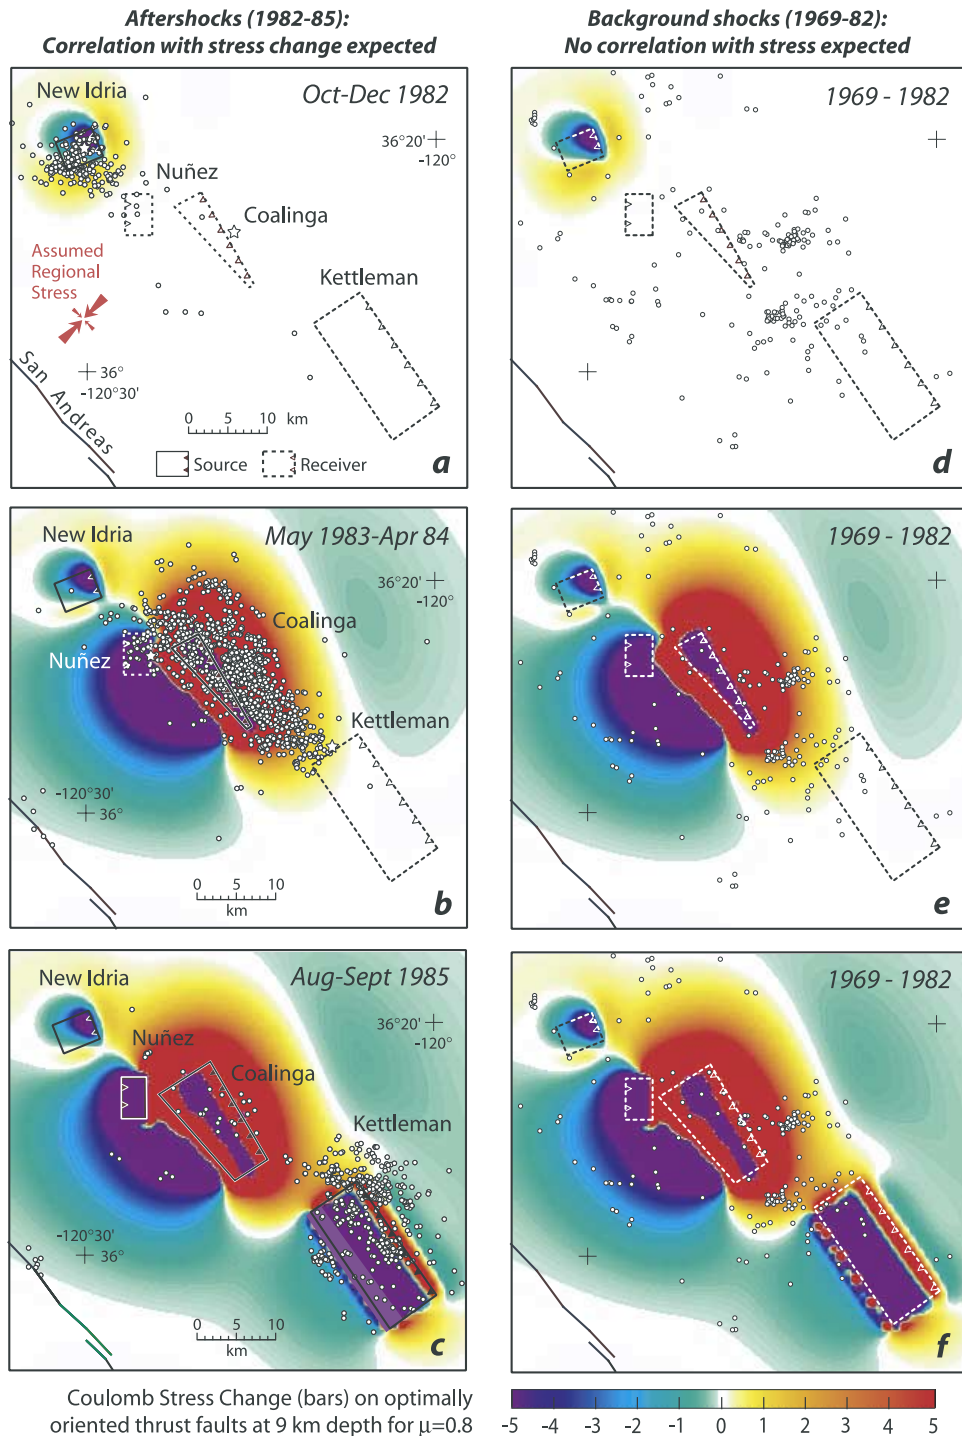 Aftershocks (1982-85):
Correlation with stress change expected
Background shocks (1969-82):
No correlation with stress expected
New Idria
Oct-Dec 1982
36°20'
-120°
Nuñez
Coalinga
Assumed
Regional
Stress
Kettleman
San Andreas
36°
-120°30'
0 5 10 km
Source
Receiver
a
1969 - 1982
d
New Idria
May 1983-Apr 84
36°20'
-120°
Coalinga
Nuñez
Kettleman
-120°30'
36°
0 5 10
km
b
1969 - 1982
e
New Idria
Aug-Sept 1985
36°20'
-120°
Nuñez
Coalinga
Kettleman
-120°30'
36°
0 5 10
km
c
1969 - 1982
f
Coulomb Stress Change (bars) on optimally
oriented thrust faults at 9 km depth for μ=0.8
-5 -4 -3 -2 -1 0 1 2 3 4 5